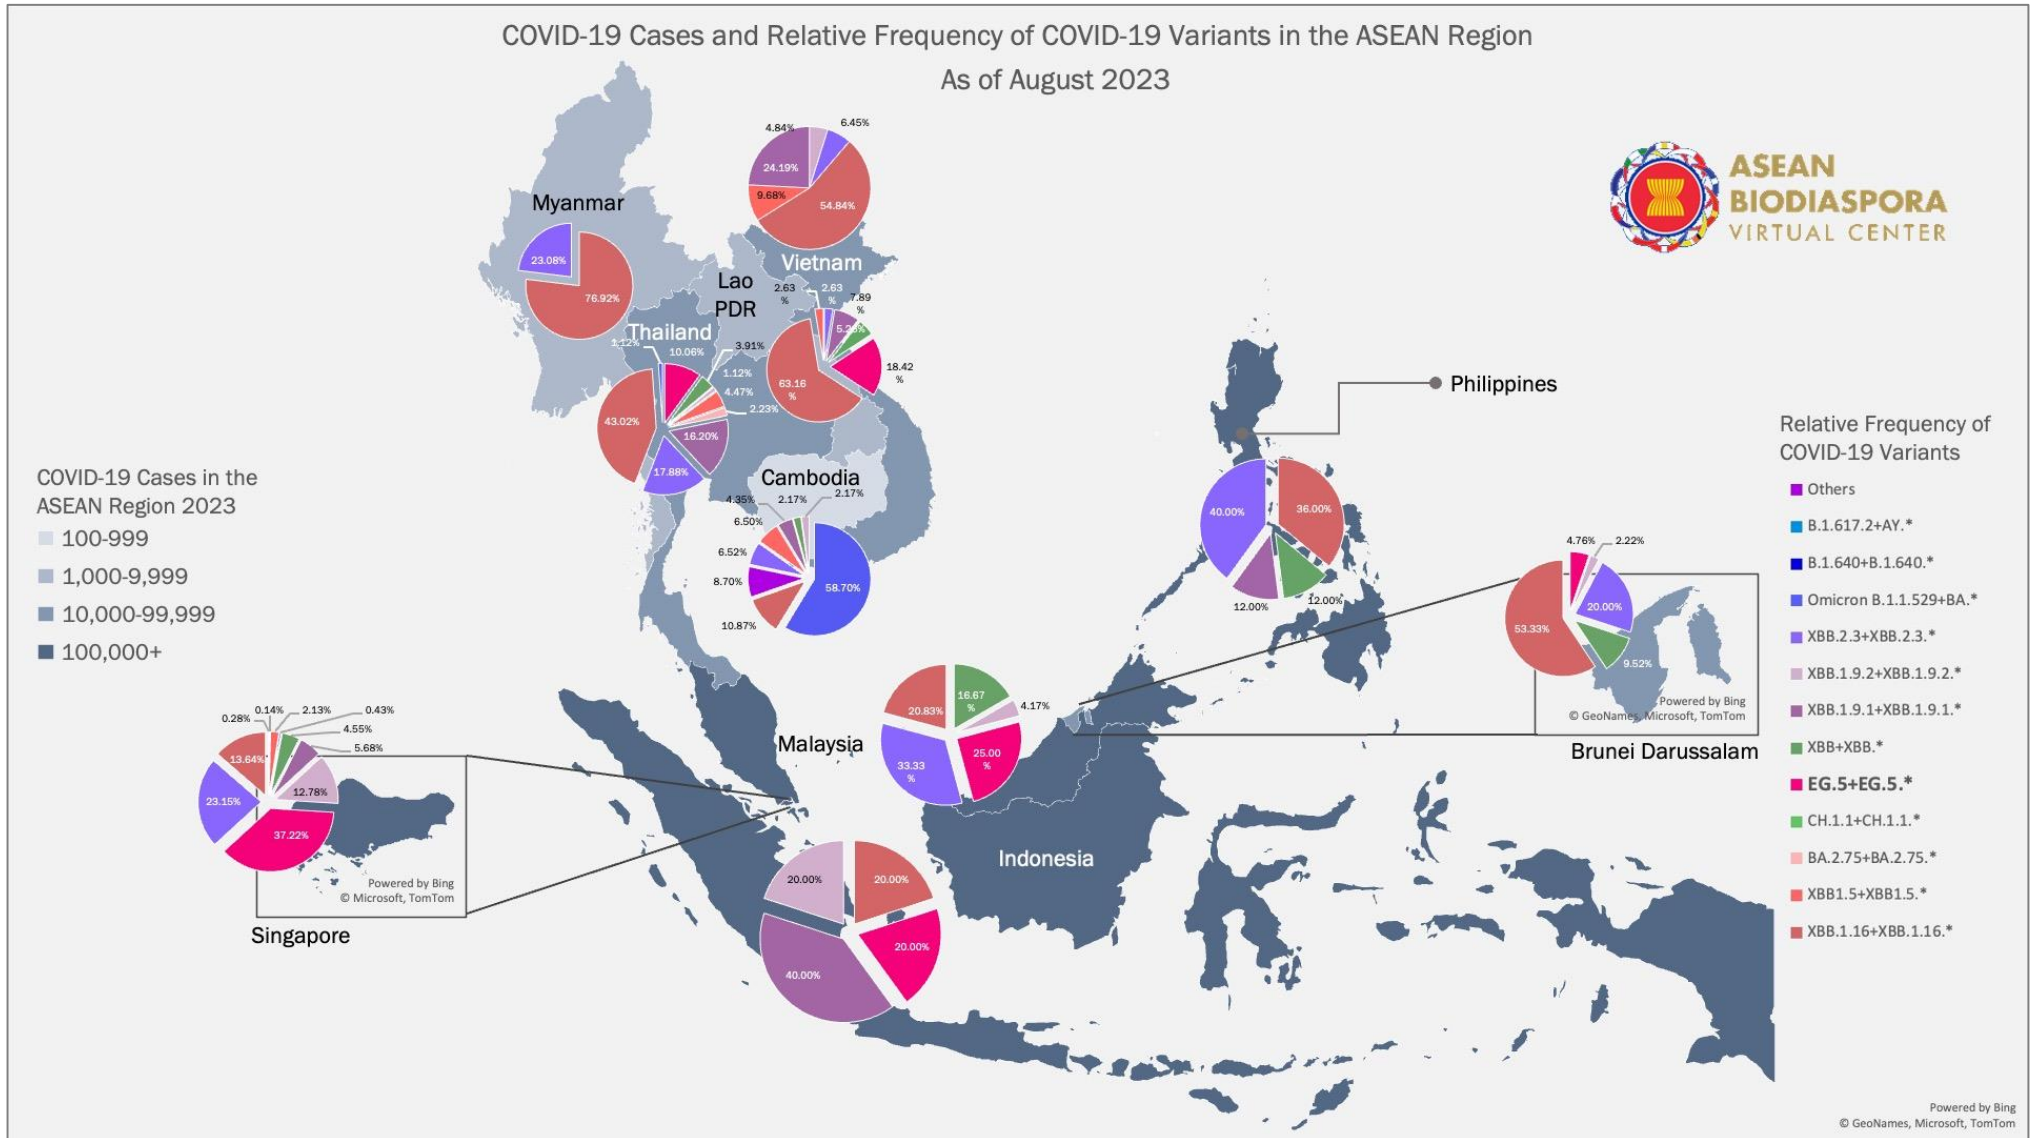 COVID-19 Cases and Relative Frequency of COVID-19 Variants in the ASEAN Region
As of August 2023
ASEAN
BIODIASPORA
VIRTUAL CENTER
4.84%
6.45%
24.19%
9.68%
54.84%
Myanmar
23.08%
76.92%
Vietnam
Lao
PDR
2.63
%
2.63
%
7.89
%
5.26%
18.42
%
63.16
%
Thailand
1.12%
10.06%
3.91%
1.12%
4.47%
2.23%
43.02%
16.20%
17.88%
Cambodia
4.35%
2.17%
2.17%
6.50%
6.52%
8.70%
58.70%
10.87%
Philippines
40.00%
36.00%
12.00%
12.00%
COVID-19 Cases in the
ASEAN Region 2023
100-999
1,000-9,999
10,000-99,999
100,000+
Relative Frequency of
COVID-19 Variants
Others
B.1.617.2+AY.*
B.1.640+B.1.640.*
Omicron B.1.1.529+BA.*
XBB.2.3+XBB.2.3.*
XBB.1.9.2+XBB.1.9.2.*
XBB.1.9.1+XBB.1.9.1.*
XBB+XBB.*
EG.5+EG.5.*
CH.1.1+CH.1.1.*
BA.2.75+BA.2.75.*
XBB1.5+XBB1.5.*
XBB.1.16+XBB.1.16.*
4.76%
2.22%
20.00%
53.33%
9.52%
Powered by Bing
© GeoNames, Microsoft, TomTom
Brunei Darussalam
Malaysia
20.83%
16.67
%
4.17%
33.33
%
25.00
%
0.28%
0.14%
2.13%
0.43%
4.55%
5.68%
13.64%
23.15%
12.78%
37.22%
Powered by Bing
© Microsoft, TomTom
Singapore
Indonesia
20.00%
20.00%
20.00%
40.00%
Powered by Bing
© GeoNames, Microsoft, TomTom